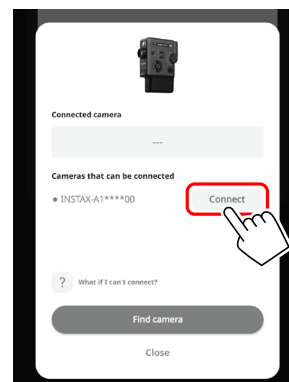 Connected camera
---
Cameras that can be connected
● INSTAX-A1****00 Connect
? What if I can't connect?
Find camera
Close